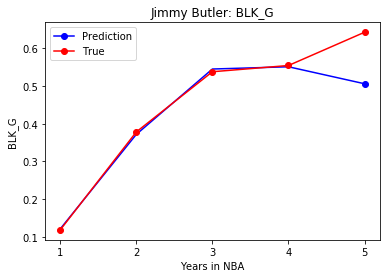 Jimmy Butler: BLK_G
Prediction
True
BLK_G
0.6
0.5
0.4
0.3
0.2
0.1
1 2 3 4 5
Years in NBA